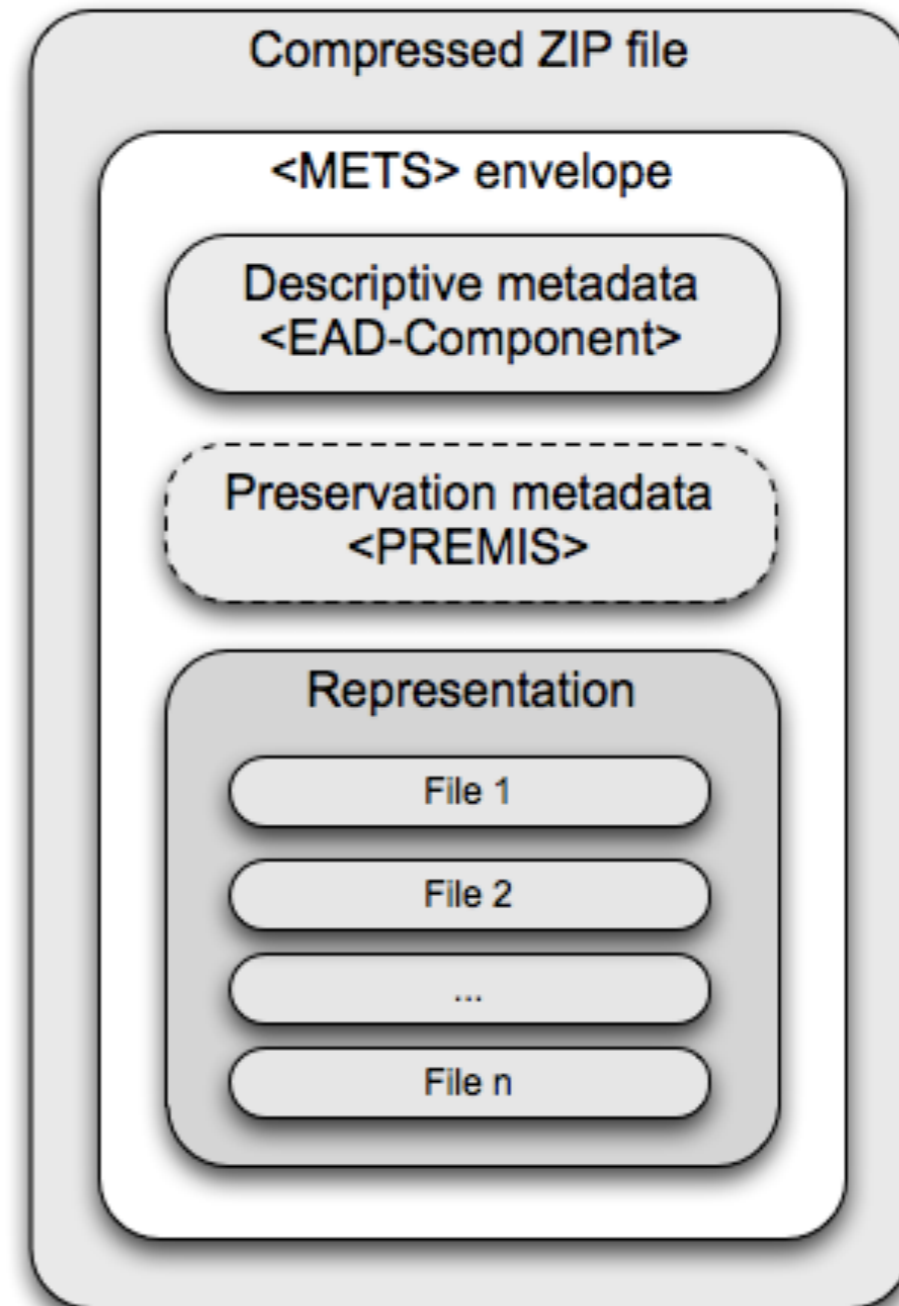 Compressed ZIP file
<METS> envelope
Descriptive metadata
<EAD-Component>
Preservation metadata
<PREMIS>
Representation
File 1
File 2
...
File n